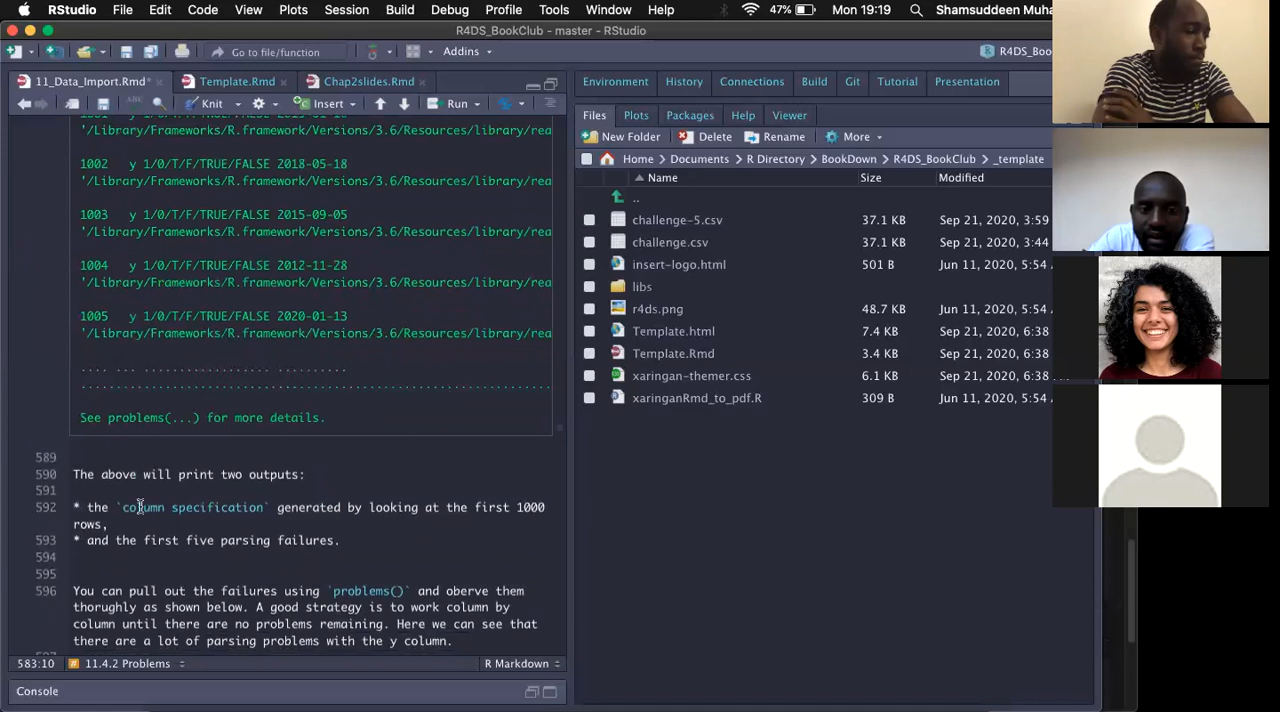 RStudio File Edit Code View Plots Session Build Debug Profile Tools Window Help 47% Mon 19:19 Shamsuddeen Muha
R4DS_BookClub - master - RStudio
Go to file/function Addins R4DS_Boo
11_Data_Import.Rmd* Template.Rmd Chap2slides.Rmd
Environment History Connections Build Git Tutorial Presentation
ABC Knit Insert Run
Files Plots Packages Help Viewer
New Folder Delete Rename More
Home Documents R Directory BookDown R4DS_BookClub _template
Name Size Modified
..
challenge-5.csv 37.1 KB Sep 21, 2020, 3:59
challenge.csv 37.1 KB Sep 21, 2020, 3:44
insert-logo.html 501 B Jun 11, 2020, 5:54
libs
r4ds.png 48.7 KB Jun 11, 2020, 5:54
Template.html 7.4 KB Sep 21, 2020, 6:38
Template.Rmd 3.4 KB Sep 21, 2020, 6:38
xaringan-themer.css 6.1 KB Sep 21, 2020, 6:38
xaringanRmd_to_pdf.R 309 B Jun 11, 2020, 5:54
'/Library/Frameworks/R.framework/Versions/3.6/Resources/library/rea
1002 y 1/0/T/F/TRUE/FALSE 2018-05-18
'/Library/Frameworks/R.framework/Versions/3.6/Resources/library/rea
1003 y 1/0/T/F/TRUE/FALSE 2015-09-05
'/Library/Frameworks/R.framework/Versions/3.6/Resources/library/rea
1004 y 1/0/T/F/TRUE/FALSE 2012-11-28
'/Library/Frameworks/R.framework/Versions/3.6/Resources/library/rea
1005 y 1/0/T/F/TRUE/FALSE 2020-01-13
'/Library/Frameworks/R.framework/Versions/3.6/Resources/library/rea
.... ... .................. ..........
....................................................................
See problems(...) for more details.
589
590 The above will print two outputs:
591
592 * the `column specification` generated by looking at the first 1000
rows,
593 * and the first five parsing failures.
594
595
596 You can pull out the failures using `problems()` and oberve them
thorughly as shown below. A good strategy is to work column by
column until there are no problems remaining. Here we can see that
there are a lot of parsing problems with the y column.
583:10 11.4.2 Problems R Markdown
Console